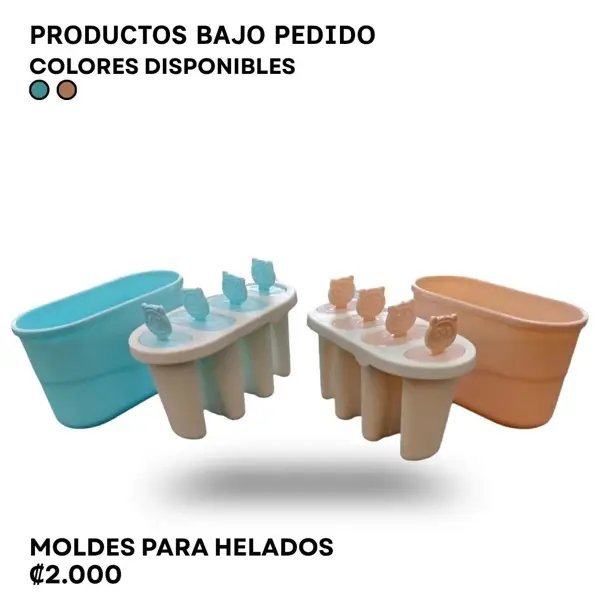 PRODUCTOS BAJO PEDIDO
COLORES DISPONIBLES
MOLDES PARA HELADOS
₡2.000